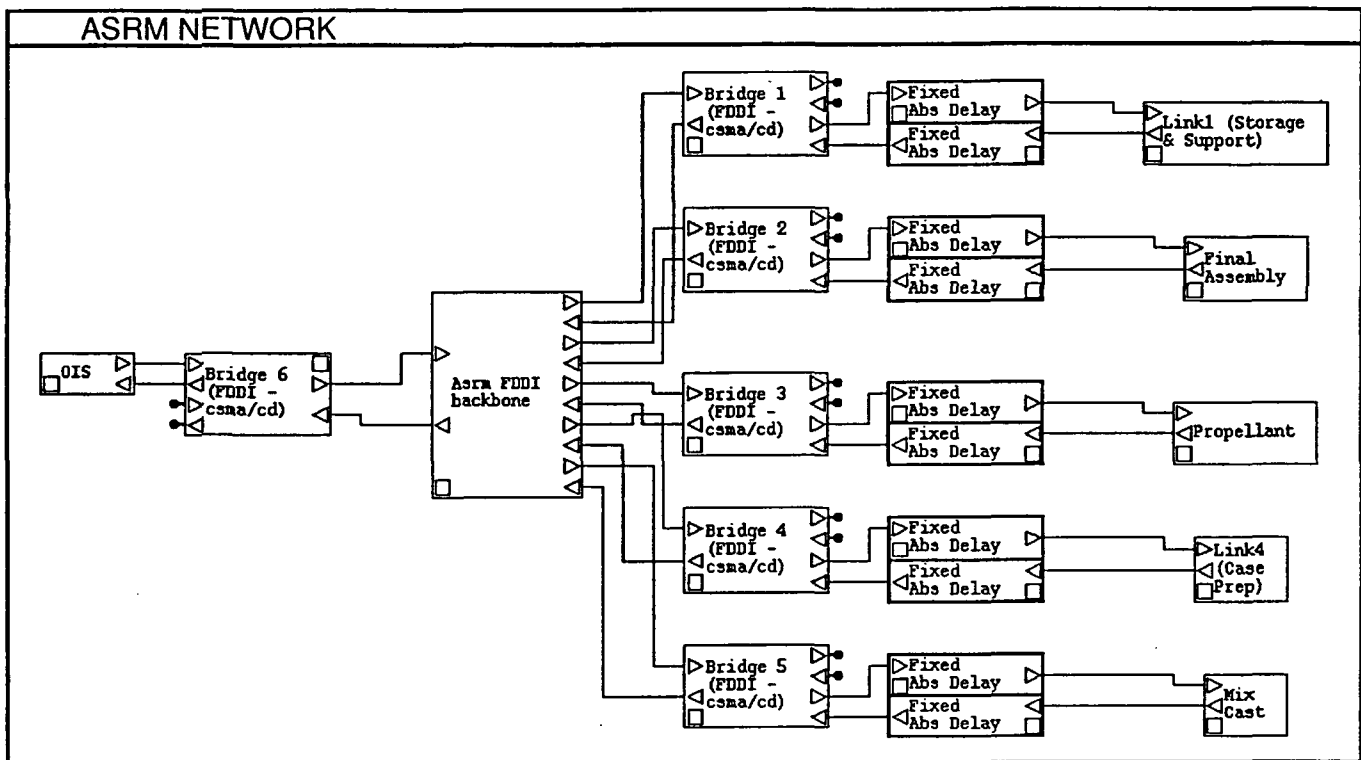 ASRM NETWORK
Bridge 1
(FDDI -
csma/cd)
Fixed
Abs Delay
Fixed
Abs Delay
Link1 (Storage
& Support)
Bridge 2
(FDDI -
csma/cd)
Fixed
Abs Delay
Fixed
Abs Delay
Final
Assembly
OIS
Bridge 6
(FDDI -
csma/cd)
Asrm FDDI
backbone
Bridge 3
(FDDI -
csma/cd)
Fixed
Abs Delay
Fixed
Abs Delay
Propellant
Bridge 4
(FDDI -
csma/cd)
Fixed
Abs Delay
Fixed
Abs Delay
Link4
(Case
Prep)
Bridge 5
(FDDI -
csma/cd)
Fixed
Abs Delay
Fixed
Abs Delay
Mix
Cast